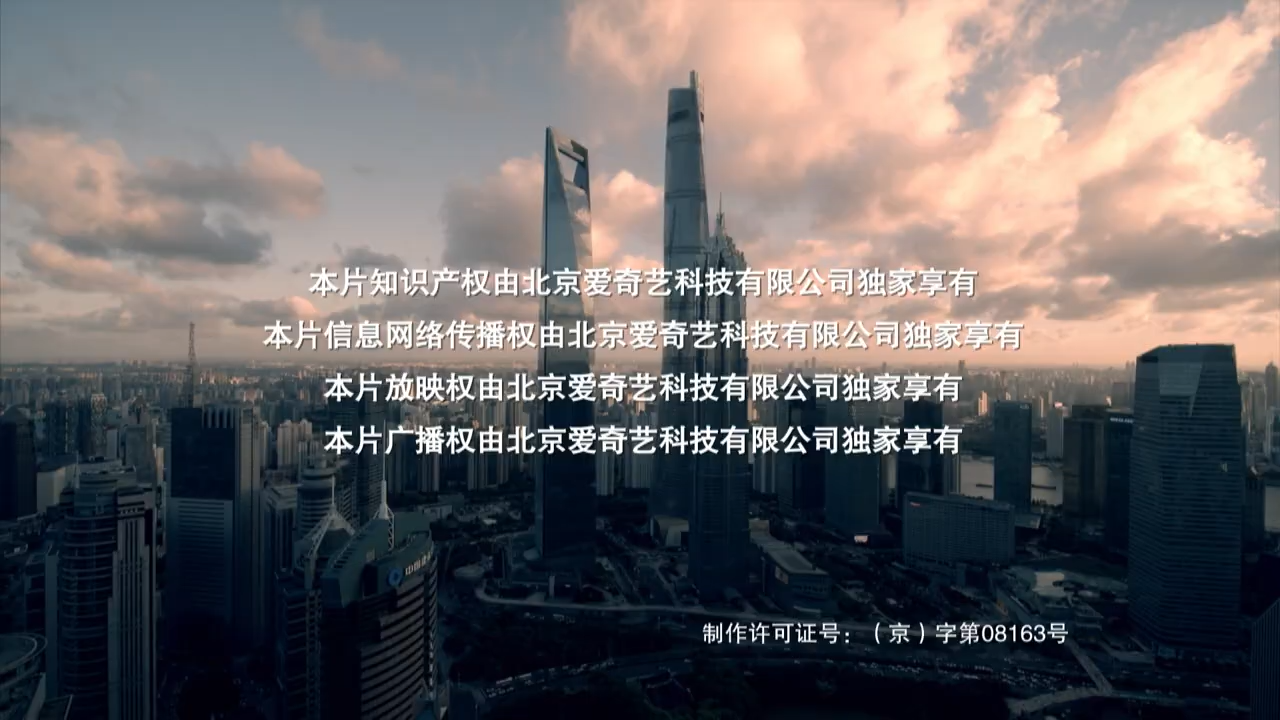 本片知识产权由北京爱奇艺科技有限公司独家享有
本片信息网络传播权由北京爱奇艺科技有限公司独家享有
本片放映权由北京爱奇艺科技有限公司独家享有
本片广播权由北京爱奇艺科技有限公司独家享有
制作许可证号：（京）字第08163号